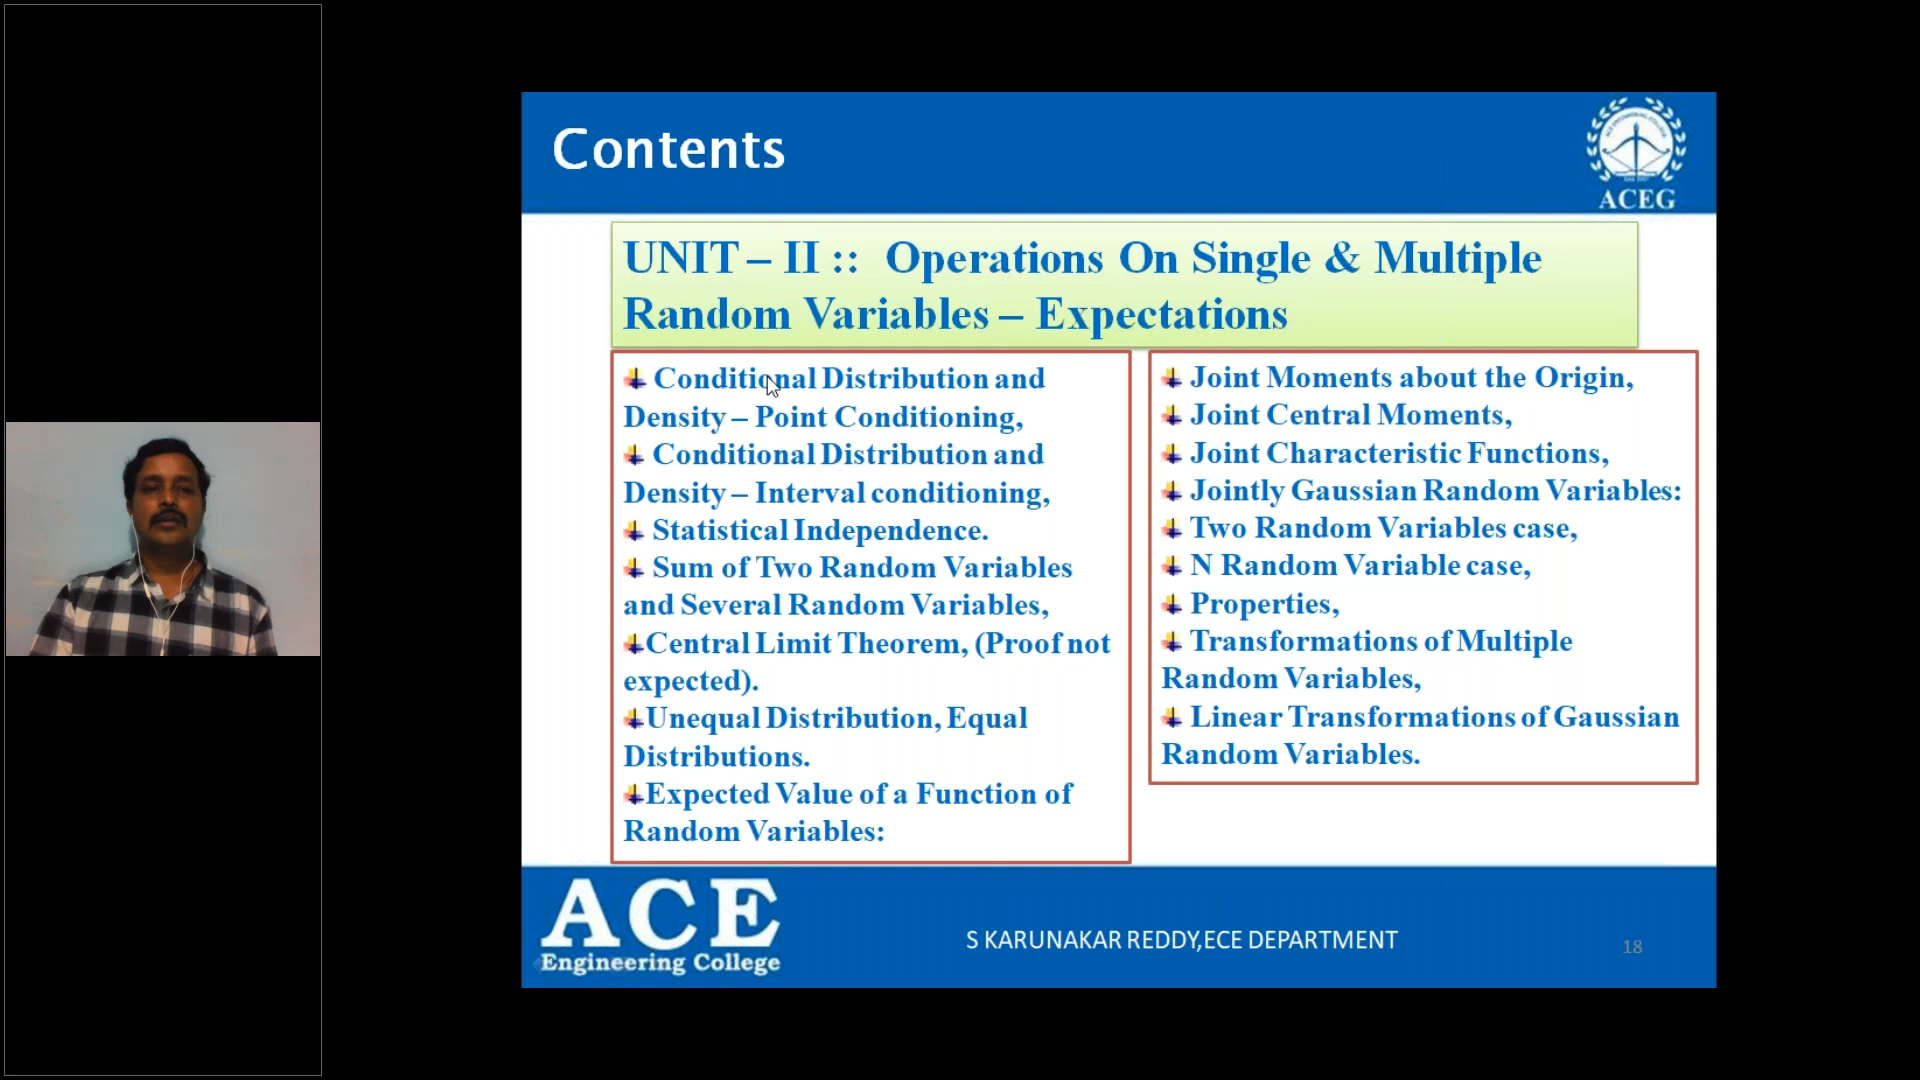 Contents
ACEG
UNIT – II :: Operations On Single & Multiple
Random Variables – Expectations
Conditional Distribution and
Density – Point Conditioning,
Conditional Distribution and
Density – Interval conditioning,
Statistical Independence.
Sum of Two Random Variables
and Several Random Variables,
Central Limit Theorem, (Proof not
expected).
Unequal Distribution, Equal
Distributions.
Expected Value of a Function of
Random Variables:
Joint Moments about the Origin,
Joint Central Moments,
Joint Characteristic Functions,
Jointly Gaussian Random Variables:
Two Random Variables case,
N Random Variable case,
Properties,
Transformations of Multiple
Random Variables,
Linear Transformations of Gaussian
Random Variables.
ACE
Engineering College
S KARUNAKAR REDDY,ECE DEPARTMENT
18